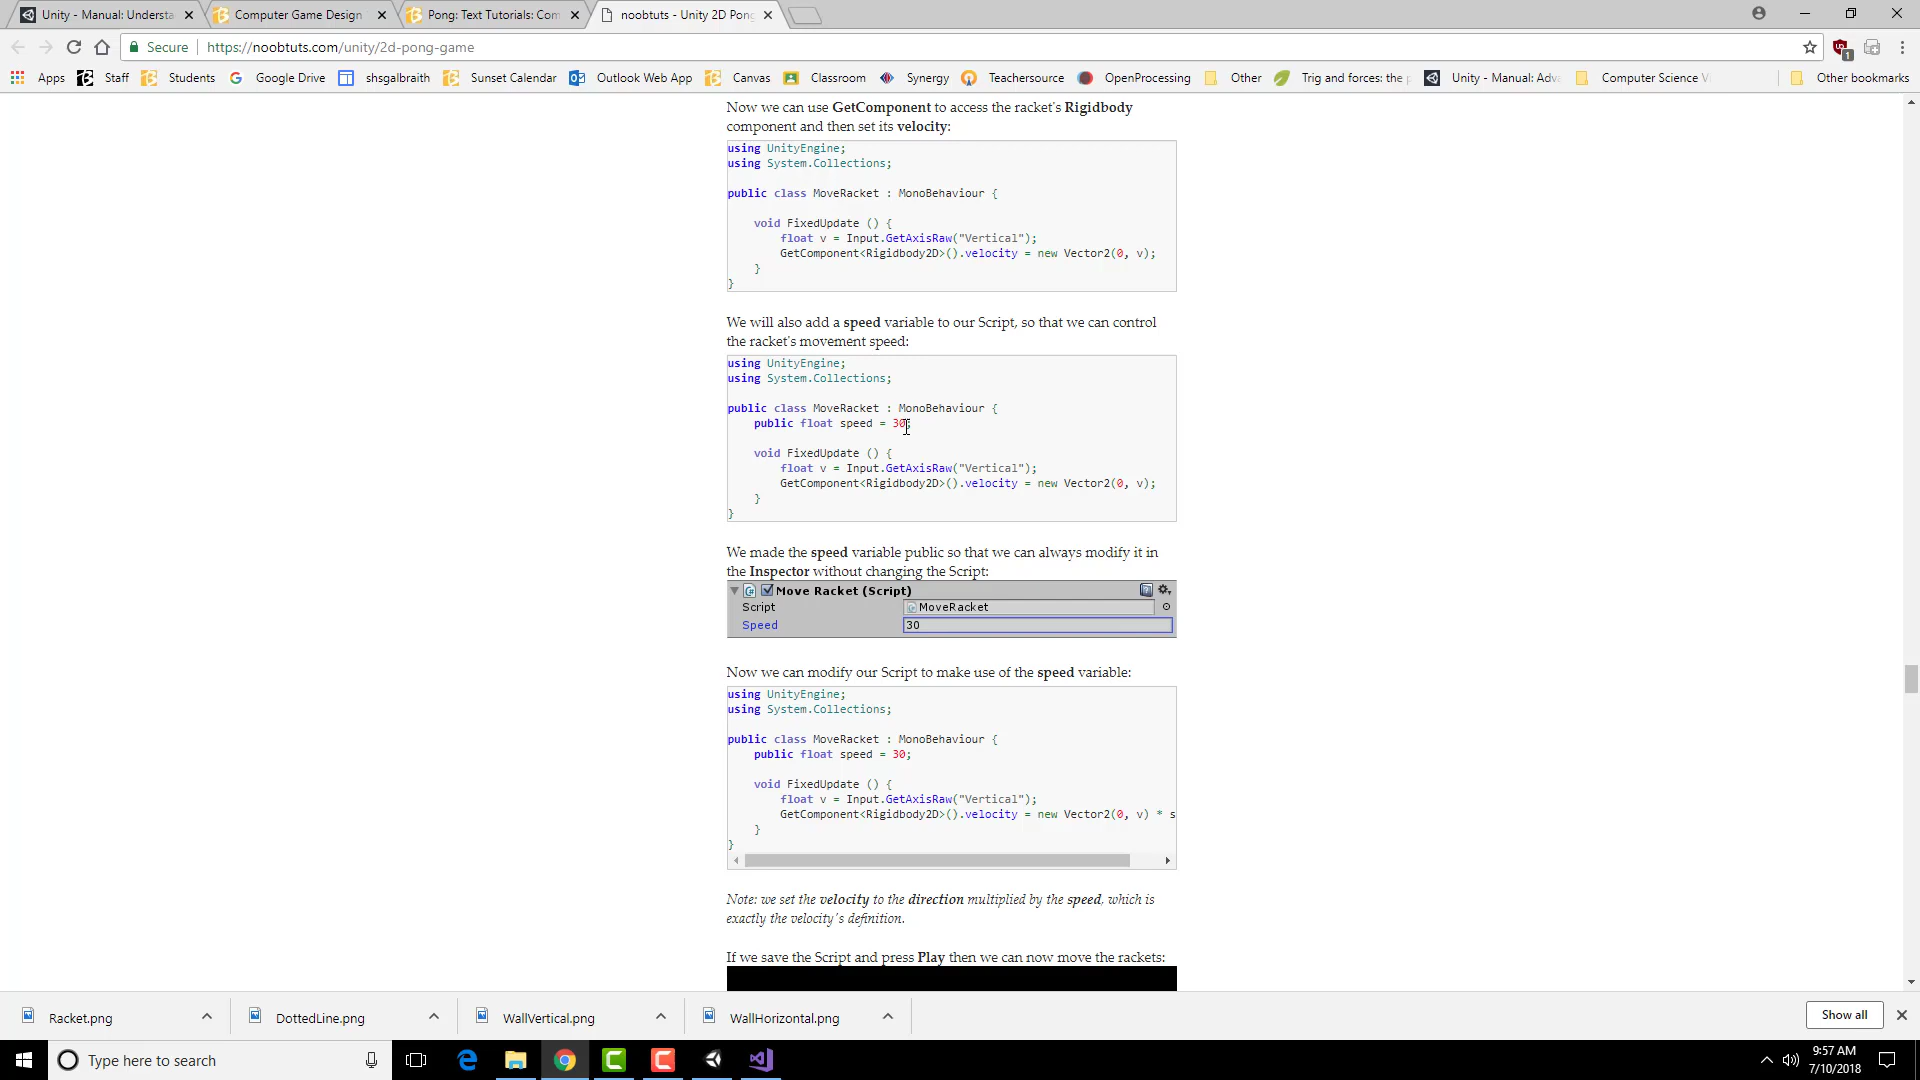 Unity - Manual: Understa
Computer Game Design
Pong: Text Tutorials: Com
noobtuts - Unity 2D Pong
Secure
https://noobtuts.com/unity/2d-pong-game
Apps
Staff
Students
Google Drive
shsgalbraith
Sunset Calendar
Outlook Web App
Canvas
Classroom
Synergy
Teachersource
OpenProcessing
Other
Trig and forces: the
Unity - Manual: Adva
Computer Science V
Other bookmarks
Now we can use GetComponent to access the racket's Rigidbody
component and then set its velocity:
using UnityEngine;
using System.Collections;
public class MoveRacket : MonoBehaviour {
void FixedUpdate () {
float v = Input.GetAxisRaw("Vertical");
GetComponent<Rigidbody2D>().velocity = new Vector2(0, v);
}
}
We will also add a speed variable to our Script, so that we can control
the racket's movement speed:
using UnityEngine;
using System.Collections;
public class MoveRacket : MonoBehaviour {
public float speed = 30;
void FixedUpdate () {
float v = Input.GetAxisRaw("Vertical");
GetComponent<Rigidbody2D>().velocity = new Vector2(0, v);
}
}
We made the speed variable public so that we can always modify it in
the Inspector without changing the Script:
Move Racket (Script)
Script MoveRacket
Speed 30
Now we can modify our Script to make use of the speed variable:
using UnityEngine;
using System.Collections;
public class MoveRacket : MonoBehaviour {
public float speed = 30;
void FixedUpdate () {
float v = Input.GetAxisRaw("Vertical");
GetComponent<Rigidbody2D>().velocity = new Vector2(0, v) * s
}
}
Note: we set the velocity to the direction multiplied by the speed, which is
exactly the velocity's definition.
If we save the Script and press Play then we can now move the rackets:
Racket.png
DottedLine.png
WallVertical.png
WallHorizontal.png
Show all
Type here to search
9:57 AM
7/10/2018